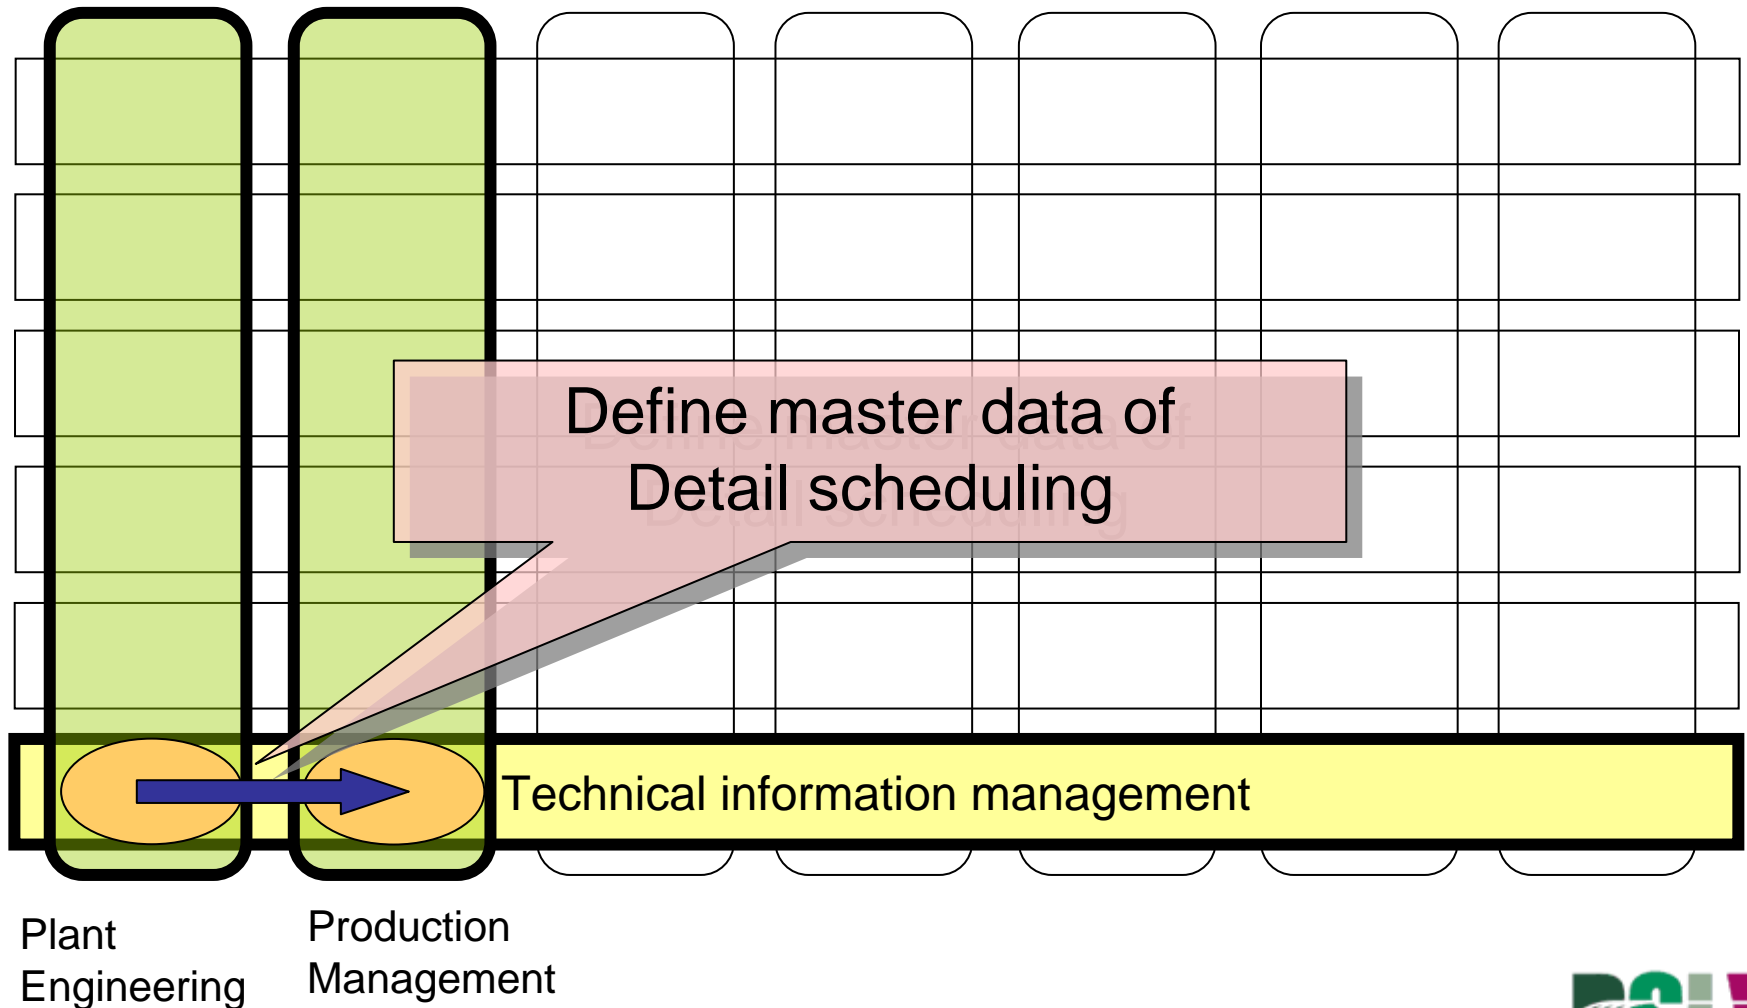 Define master data of
Detail scheduling
Technical information management
Plant
Engineering
Production
Management